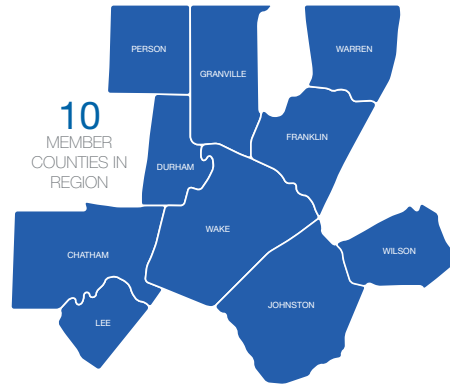 PERSON
GRANVILLE
WARREN
10
MEMBER
COUNTIES IN
REGION
FRANKLIN
DURHAM
WAKE
CHATHAM
WILSON
JOHNSTON
LEE